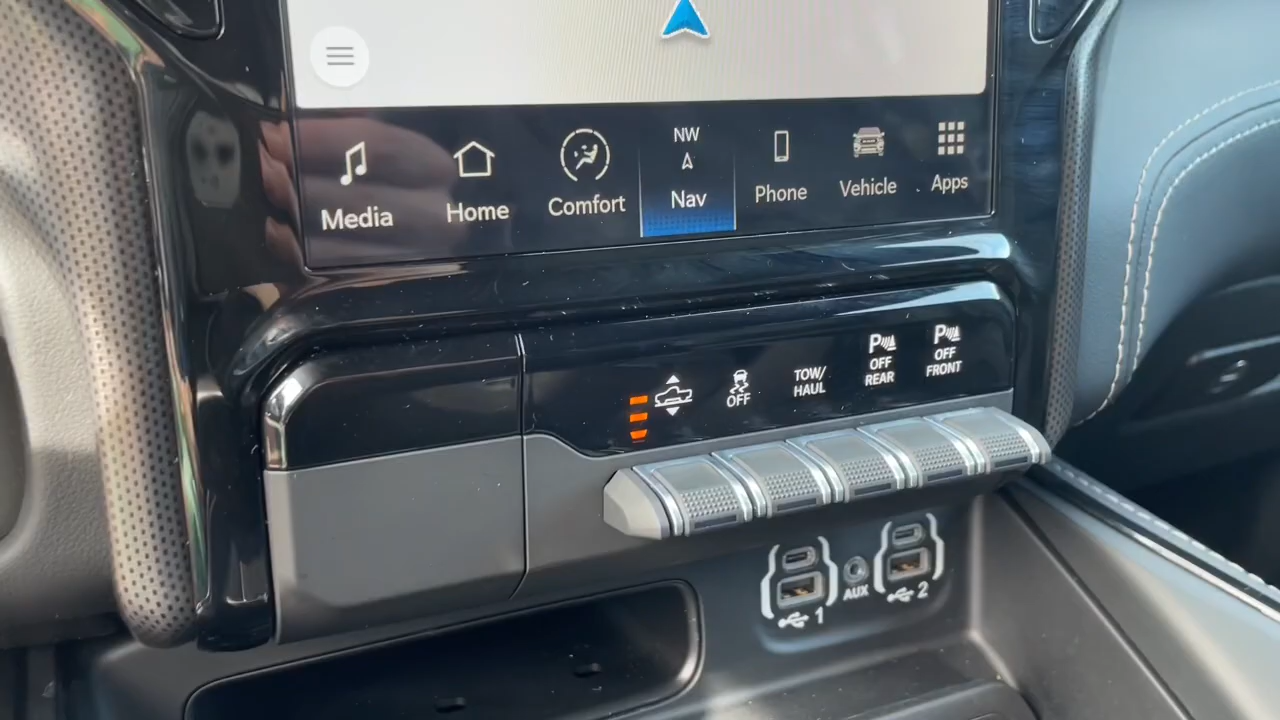 NW
Media
Home
Comfort
Nav
Phone
Vehicle
Apps
OFF
TOW/
HAUL
P
OFF
REAR
P
OFF
FRONT
1
AUX
2